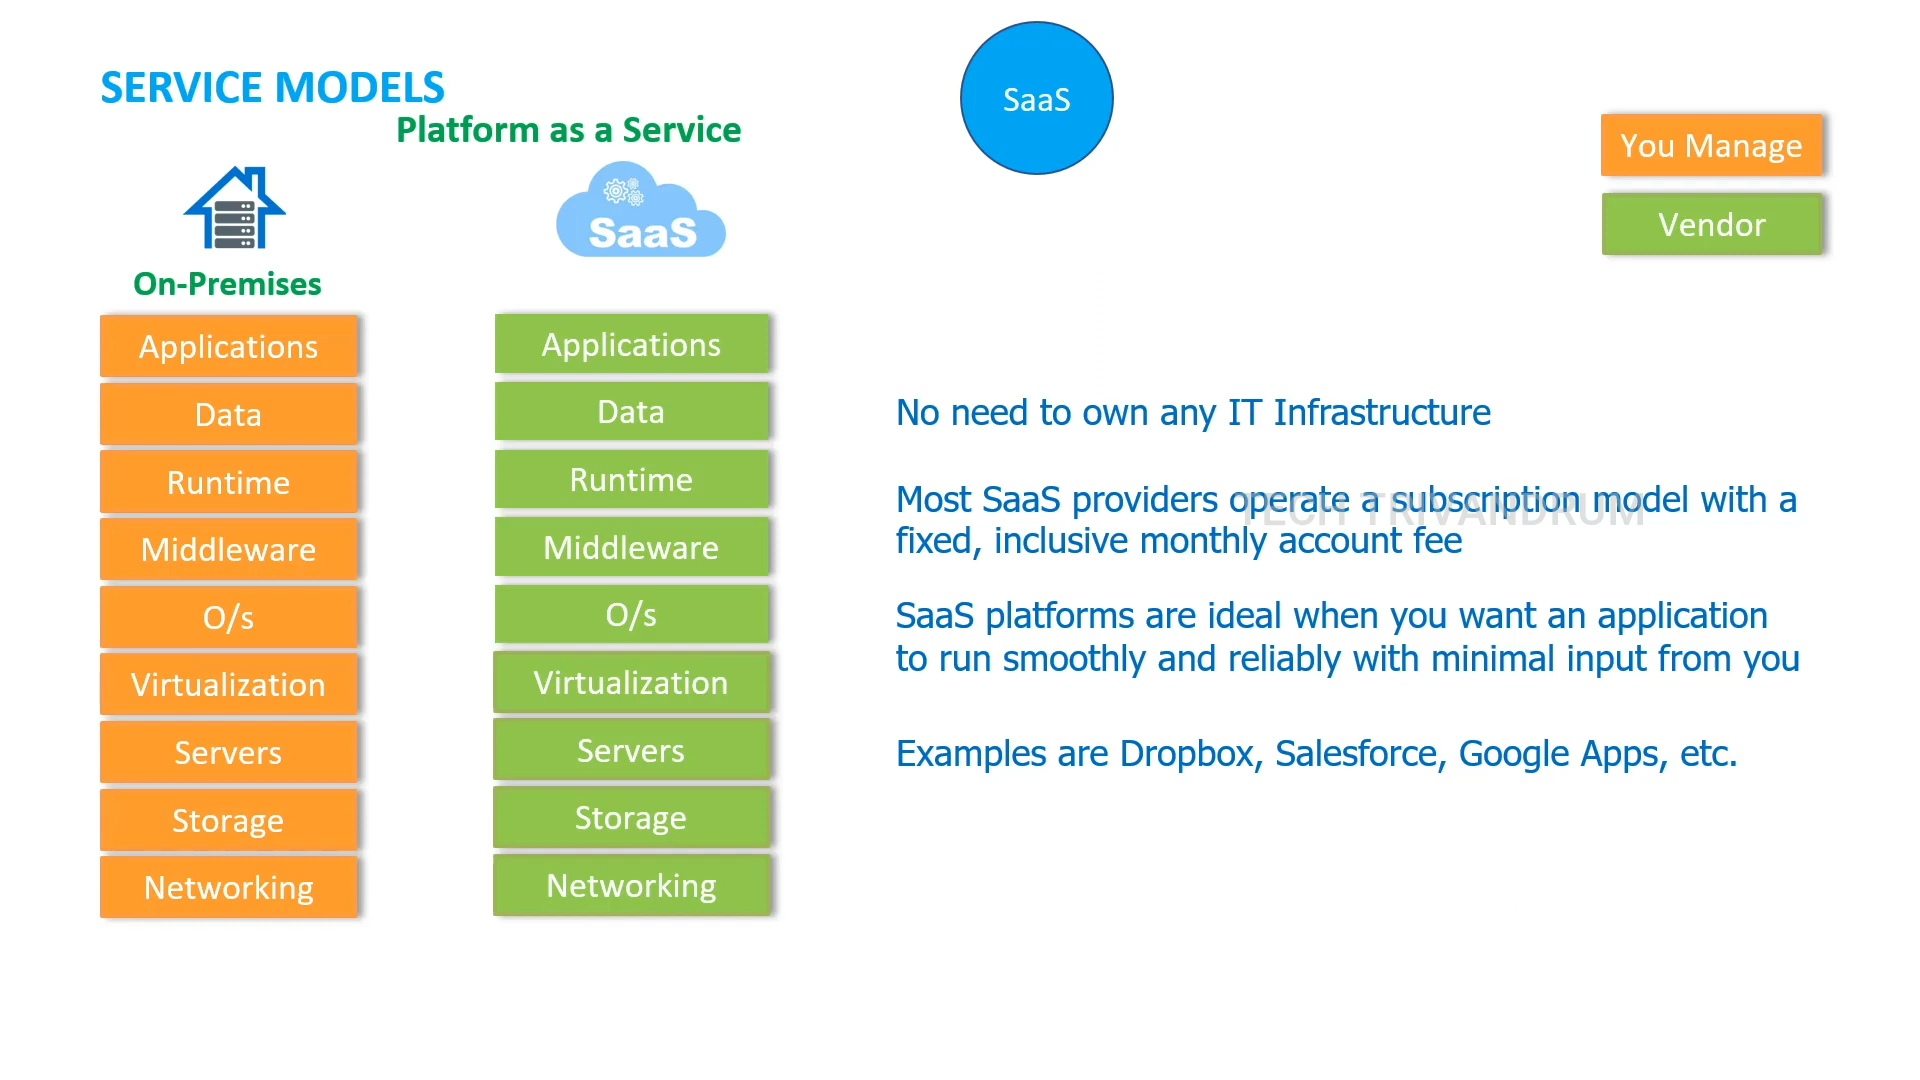 SERVICE MODELS
Platform as a Service
SaaS
You Manage
Vendor
SaaS
On-Premises
Applications
Data
Runtime
Middleware
O/s
Virtualization
Servers
Storage
Networking
Applications
Data
Runtime
Middleware
O/s
Virtualization
Servers
Storage
Networking
No need to own any IT Infrastructure
Most SaaS providers operate a subscription model with a
fixed, inclusive monthly account fee
TECH TRIVANDRUM
SaaS platforms are ideal when you want an application
to run smoothly and reliably with minimal input from you
Examples are Dropbox, Salesforce, Google Apps, etc.